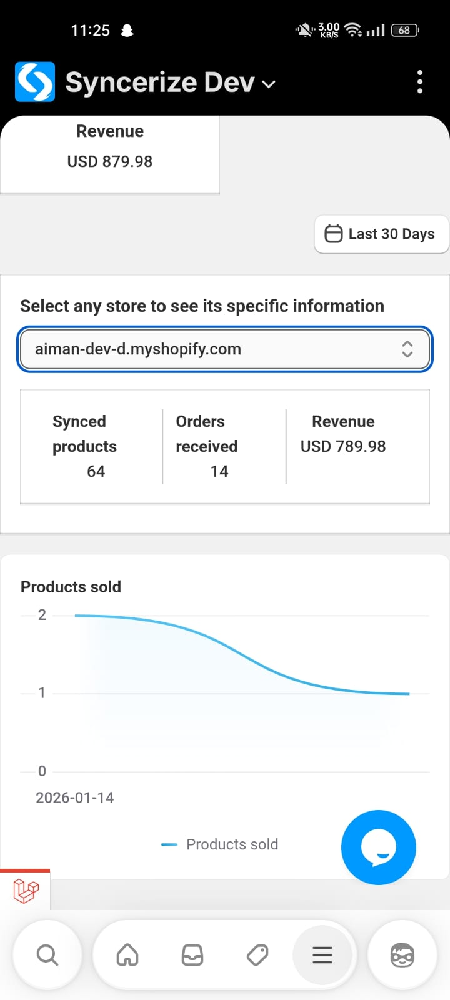 11:25
3.00
KB/S
68
Syncerize Dev
Revenue
USD 879.98
Last 30 Days
Select any store to see its specific information
aiman-dev-d.myshopify.com
Synced
products
64
Orders
received
14
Revenue
USD 789.98
Products sold
2
1
0
2026-01-14
Products sold